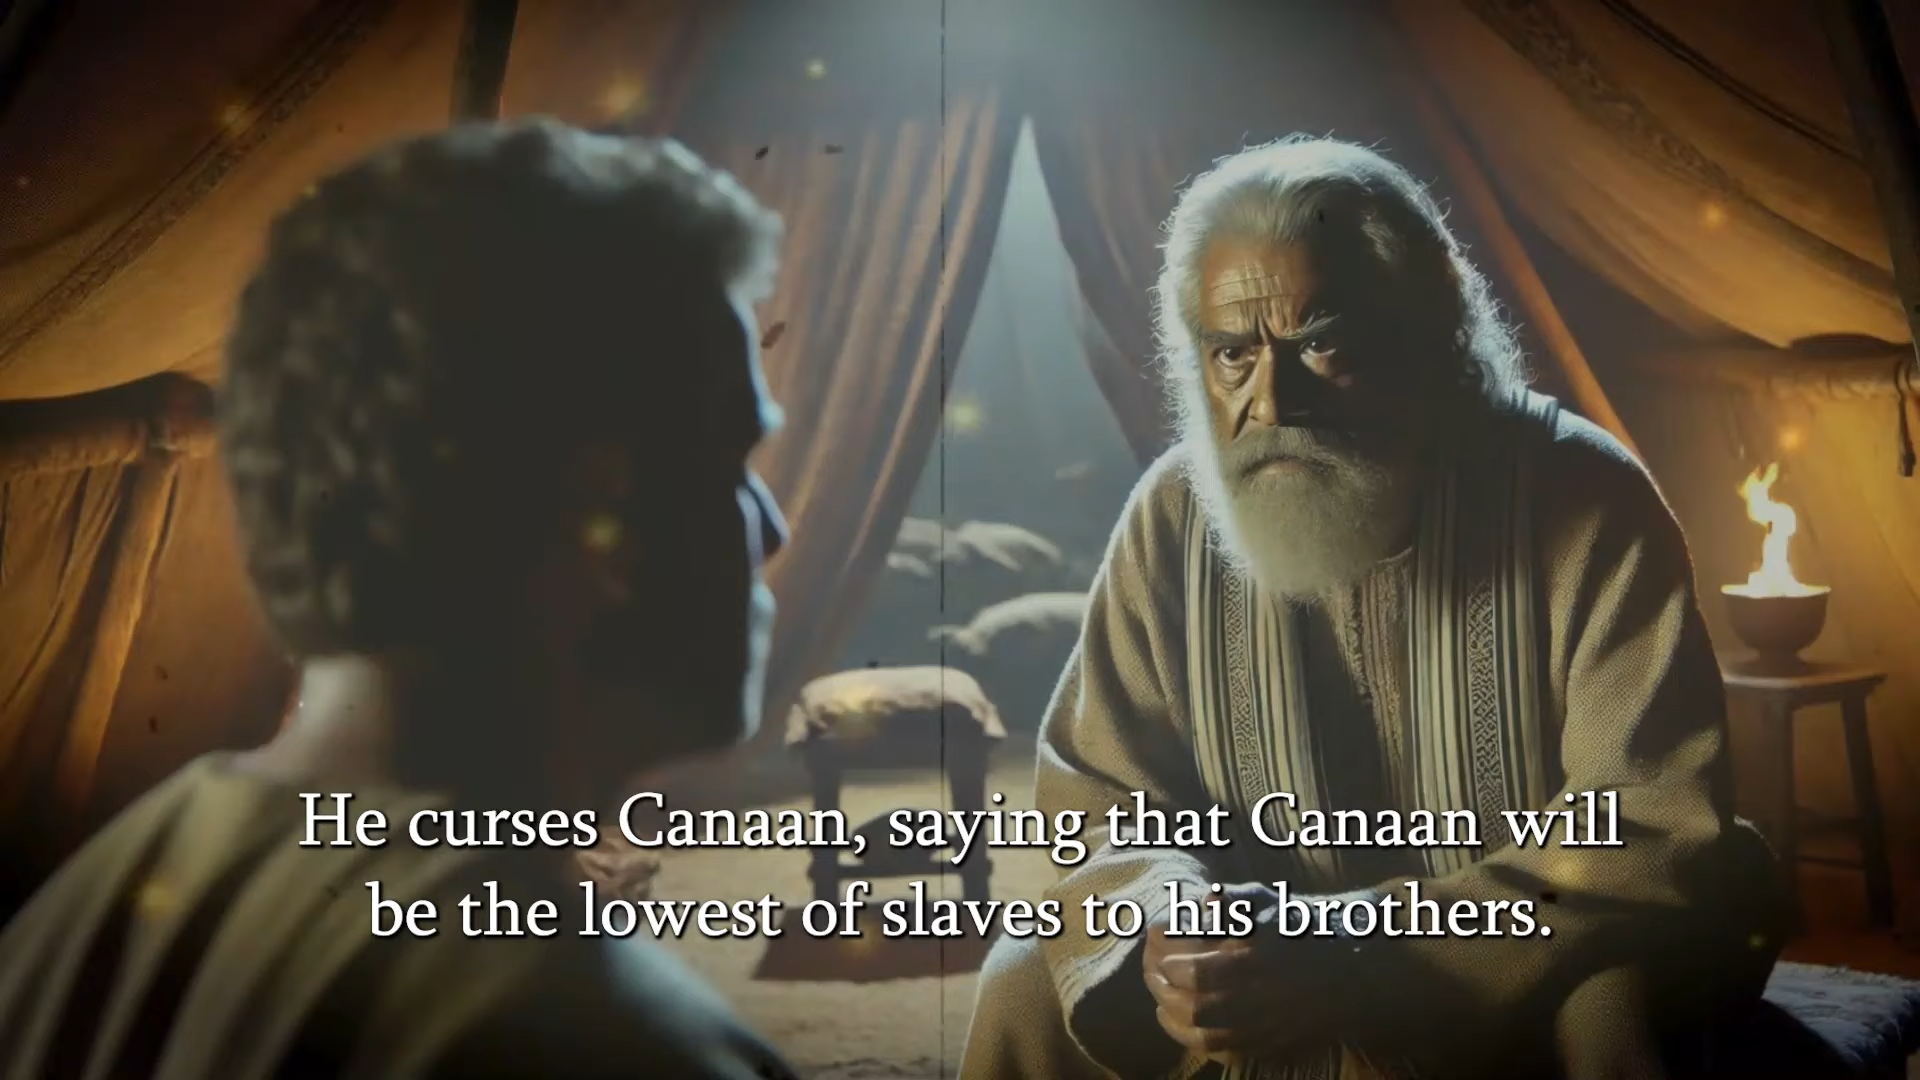 He curses Canaan, saying that Canaan will
be the lowest of slaves to his brothers.